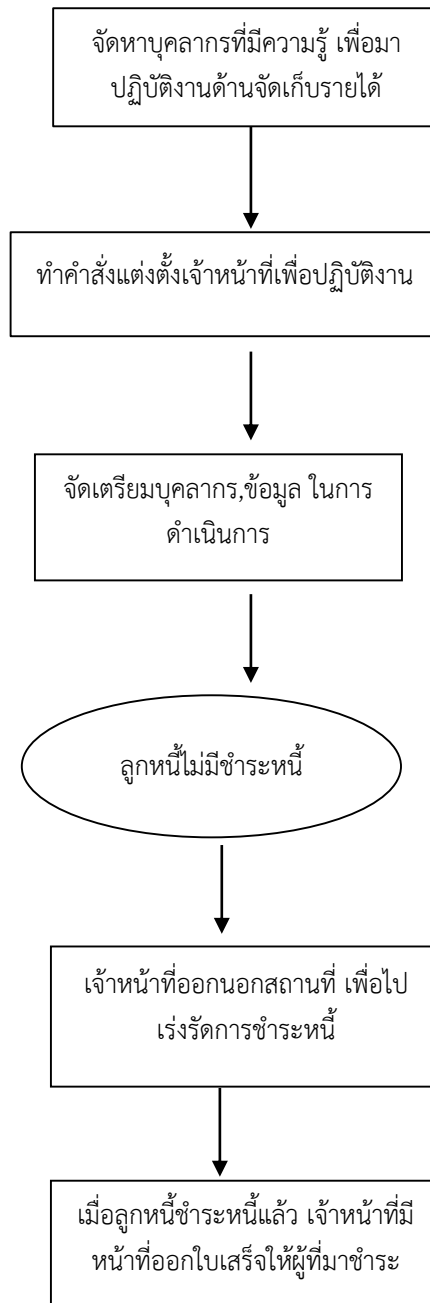 จัดหาบุคลากรที่มีความรู้ เพื่อมา
ปฏิบัติงานด้านจัดเก็บรายได้
ทำคำสั่งแต่งตั้งเจ้าหน้าที่เพื่อปฏิบัติงาน
จัดเตรียมบุคลากร,ข้อมูล ในการ
ดำเนินการ
ลูกหนี้ไม่มีชำระหนี้
เจ้าหน้าที่ออกนอกสถานที่ เพื่อไป
เร่งรัดการชำระหนี้
เมื่อลูกหนี้ชำระหนี้แล้ว เจ้าหน้าที่มี
หน้าที่ออกใบเสร็จให้ผู้ที่มาชำระ